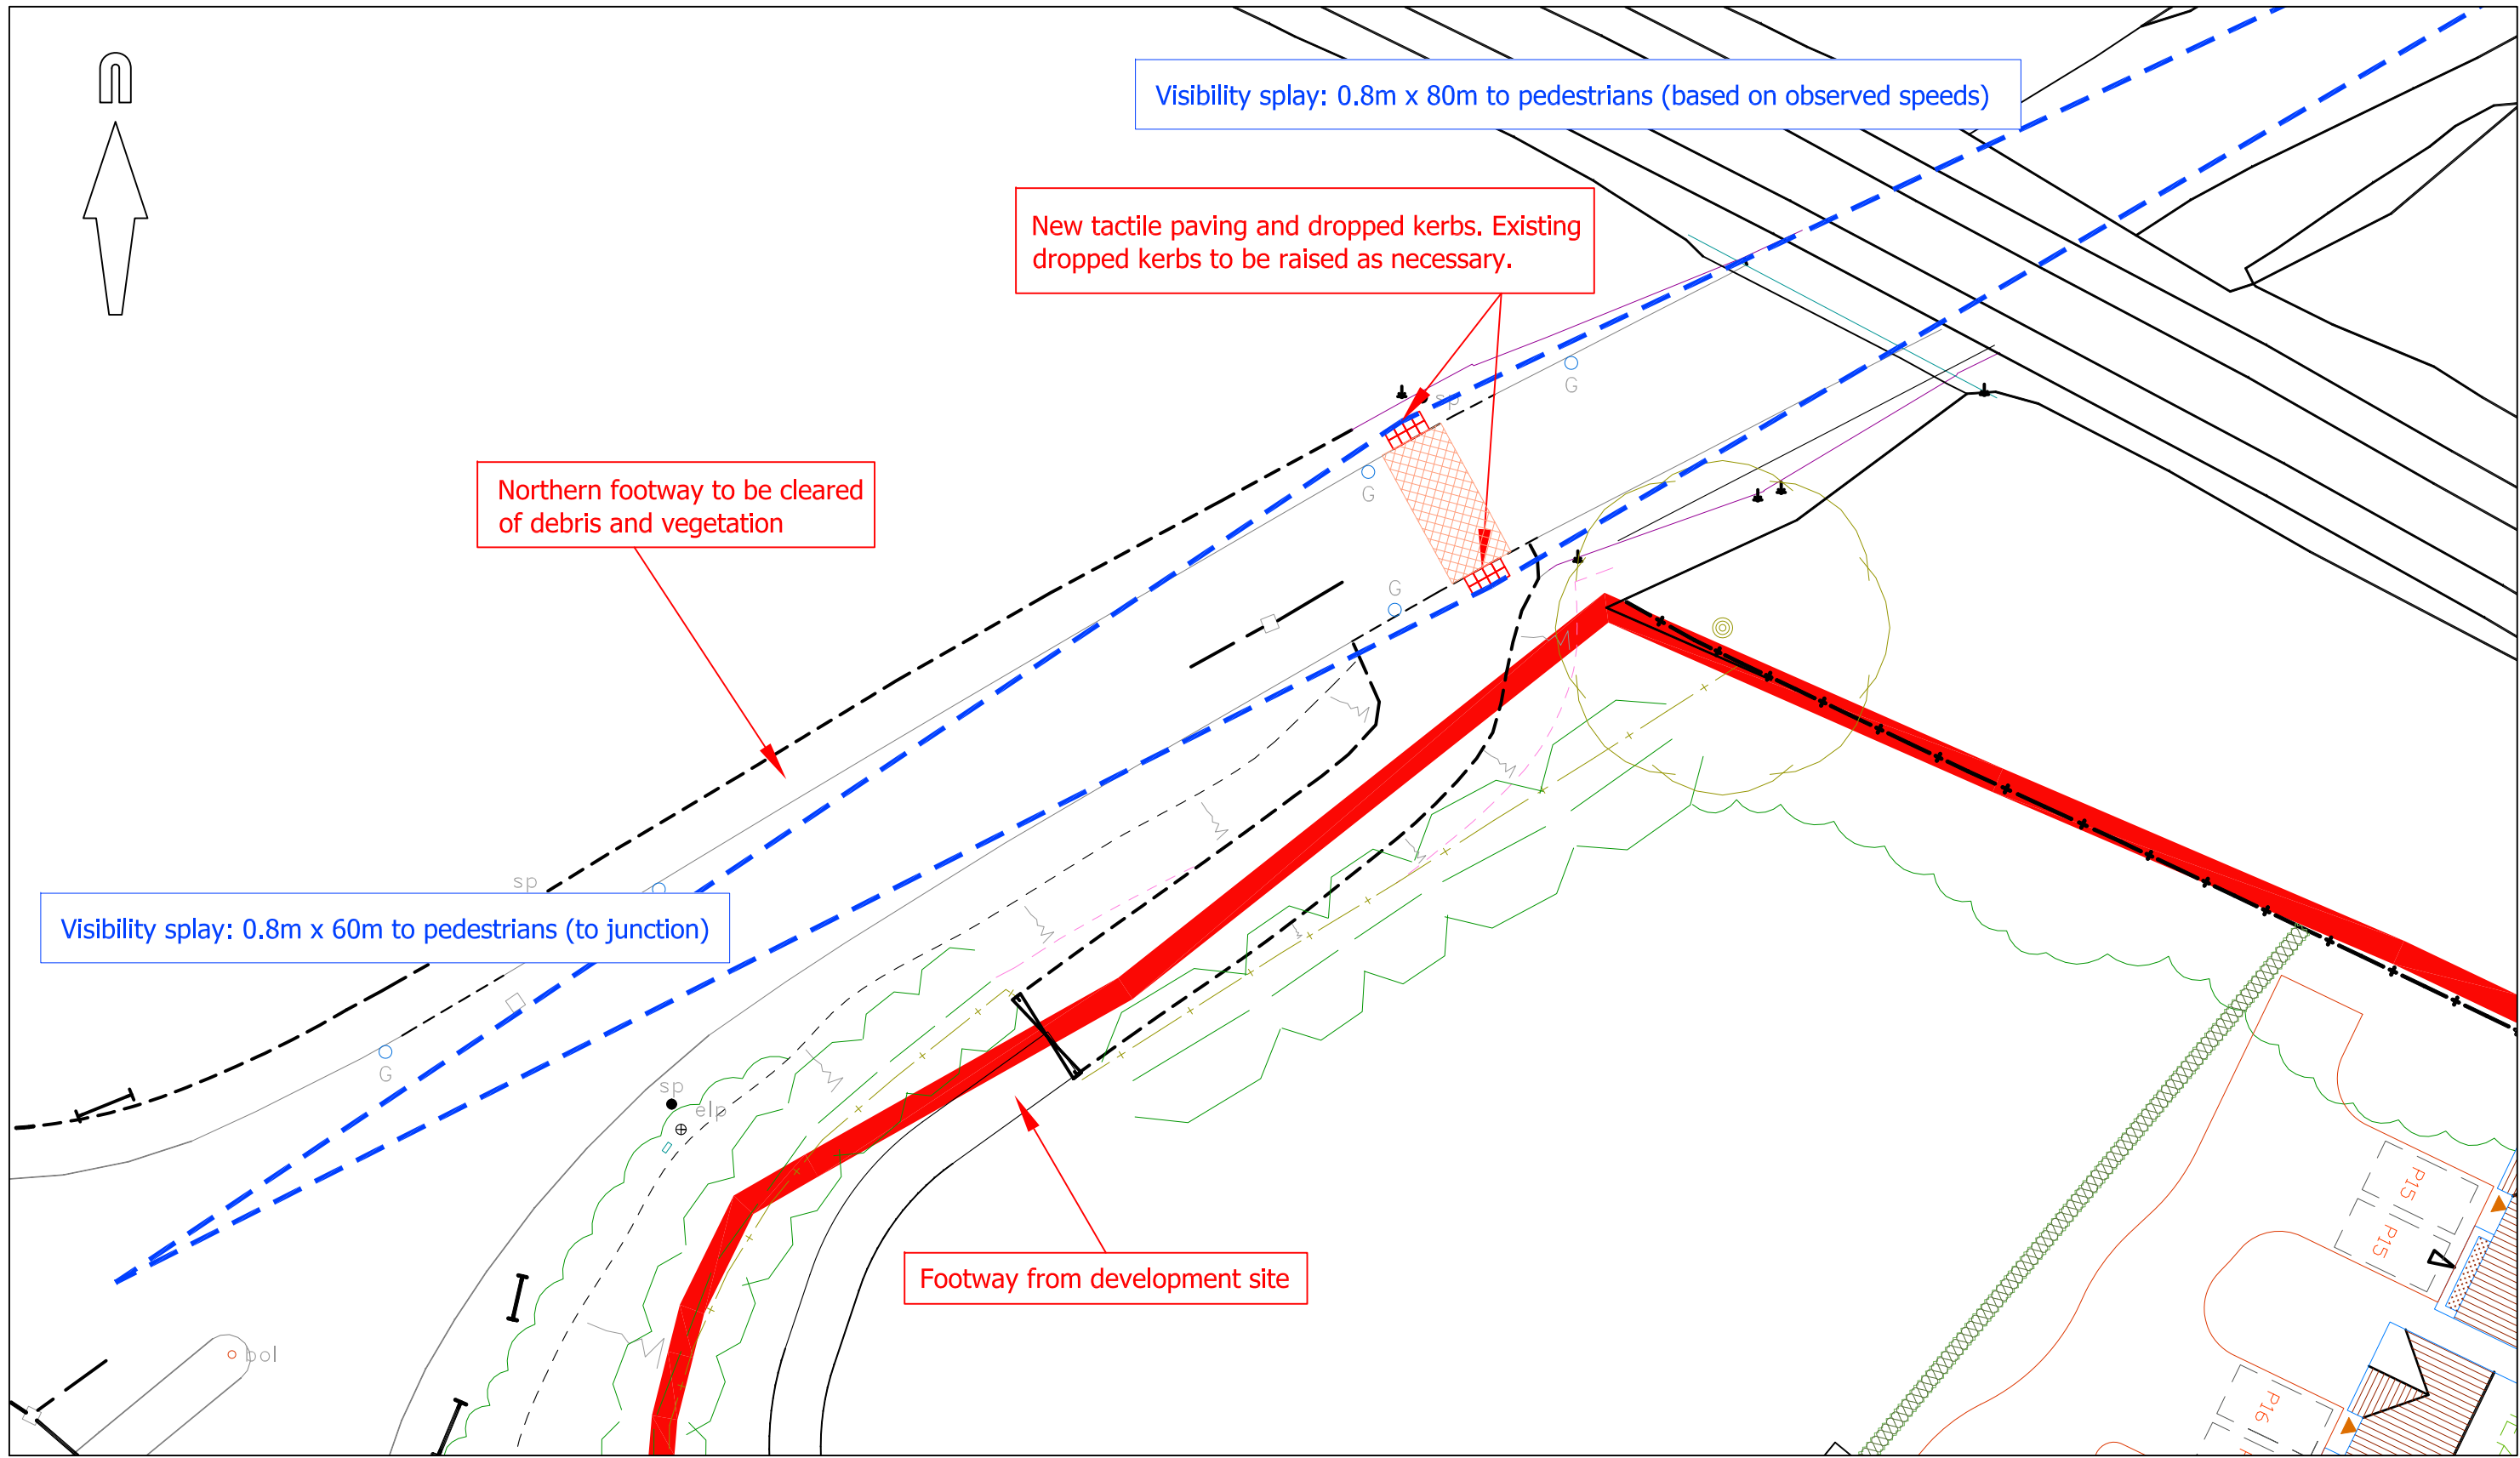 Visibility splay: 0.8m x 80m to pedestrians (based on observed speeds)
New tactile paving and dropped kerbs. Existing
dropped kerbs to be raised as necessary.
sp
G
Northern footway to be cleared
of debris and vegetation
G
G
sp
Visibility splay: 0.8m x 60m to pedestrians (to junction)
G
sp
elp
P15
P15
Footway from development site
bol
P16